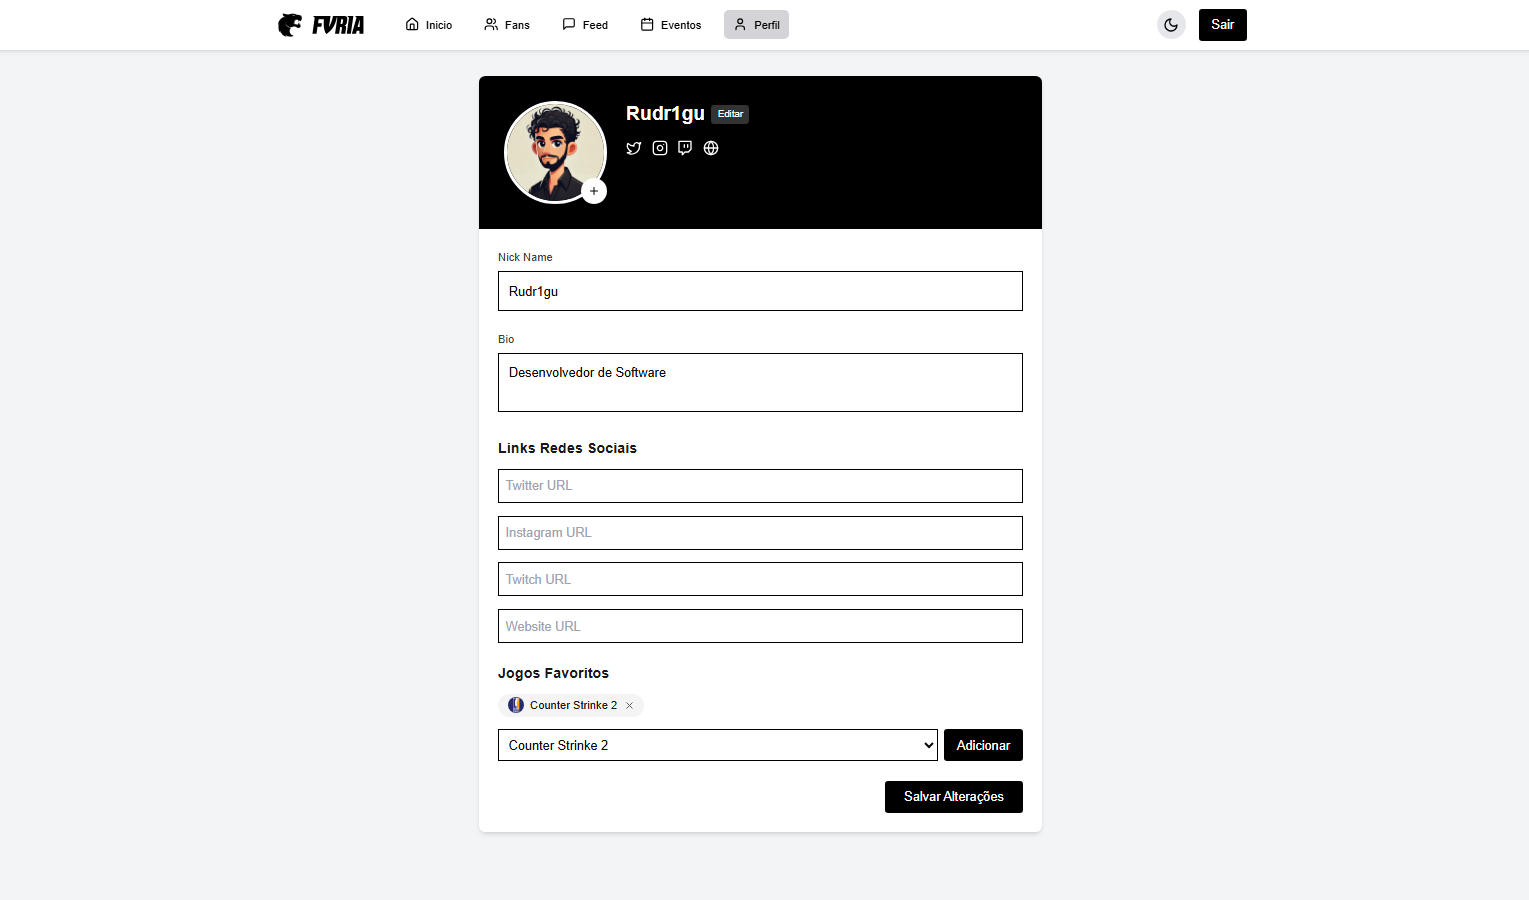 FVRIA Inicio Fans Feed Eventos Perfil Sair
Rudr1gu Editar
Nick Name
Rudr1gu
Bio
Desenvolvedor de Software
Links Redes Sociais
Twitter URL
Instagram URL
Twitch URL
Website URL
Jogos Favoritos
Counter Strinke 2
Counter Strinke 2 Adicionar
Salvar Alterações